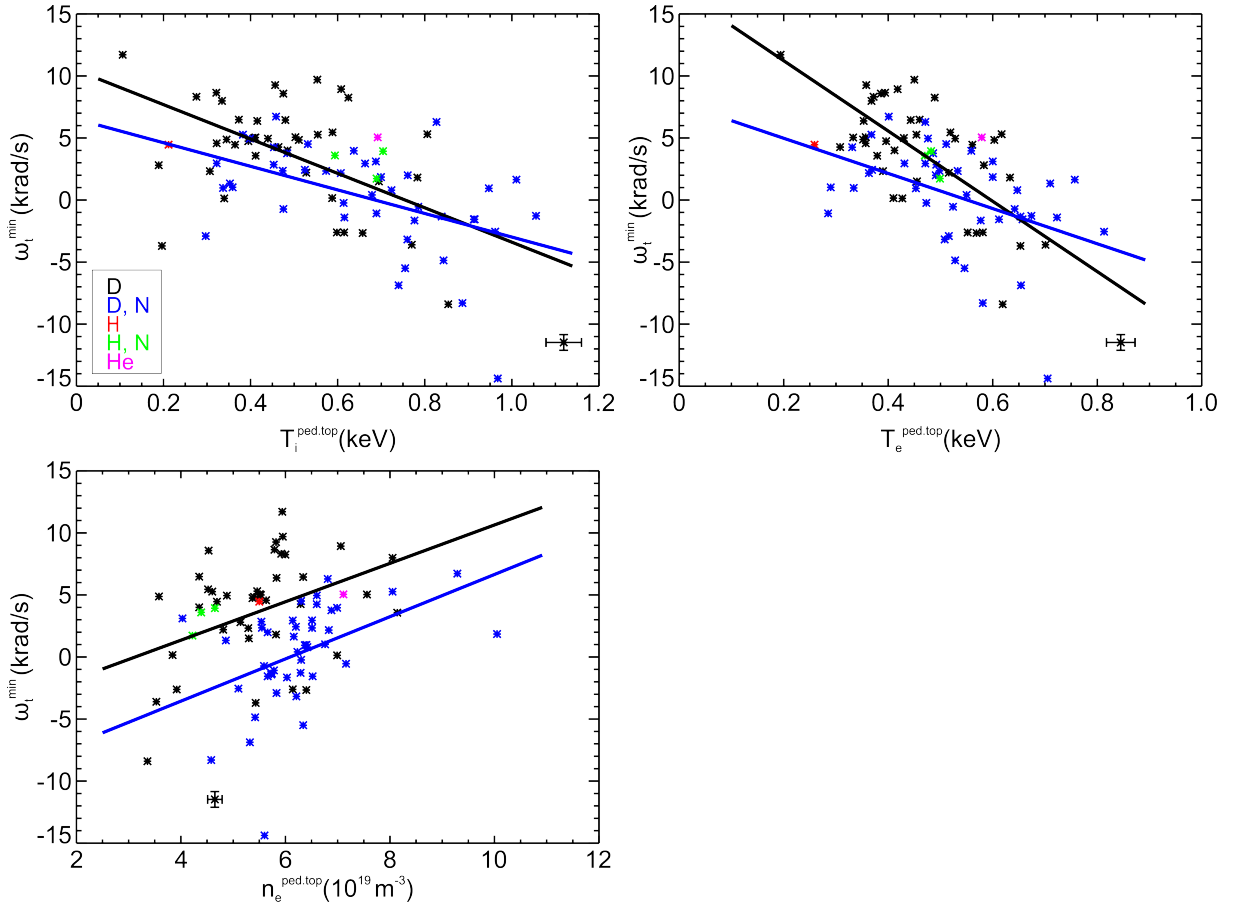 15
10
5
0
-5
-10
-15
ω_t^min (krad/s)
D
D, N
H
H, N
He
0 0.2 0.4 0.6 0.8 1.0 1.2
T_i^ped.top (keV)
15
10
5
0
-5
-10
-15
ω_t^min (krad/s)
0 0.2 0.4 0.6 0.8 1.0
T_e^ped.top (keV)
15
10
5
0
-5
-10
-15
ω_t^min (krad/s)
2 4 6 8 10 12
n_e^ped.top (10^19 m^-3)